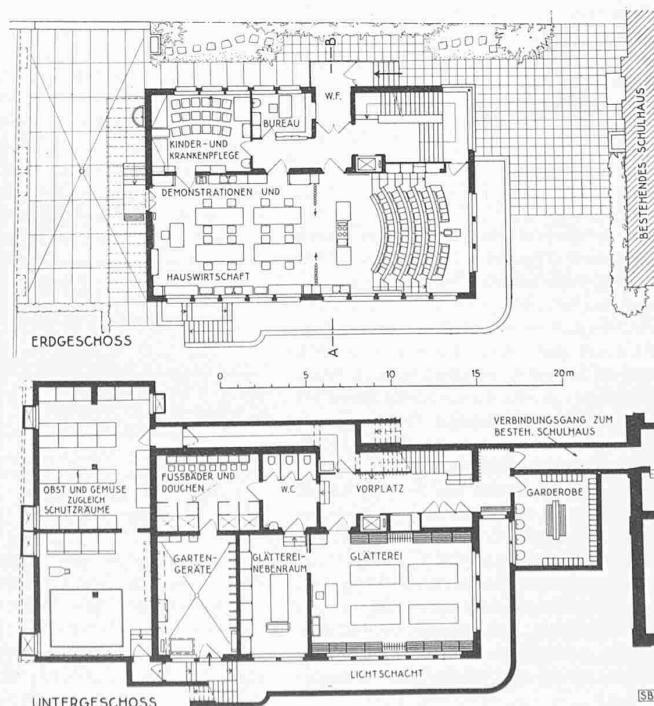 B
W.F.
BUREAU
KINDER- UND
KRANKENPFLEGE
DEMONSTRATIONEN UND
HAUSWIRTSCHAFT
BESTEHENDES SCHULHAUS
ERDGESCHOSS
A
0 5 10 15 20m
VERBINDUNGSGANG ZUM
BESTEH. SCHULHAUS
OBST UND GEMÜSE
ZUGLEICH
SCHUTZRÄUME
FUSSBÄDER UND
DOUCHEN
W.C.
VORPLATZ
GARDEROBE
GARTEN-
GERÄTE
GLÄTTEREI-
NEBENRAUM
GLÄTTEREI
LICHTSCHACHT
UNTERGESCHOSS
SB